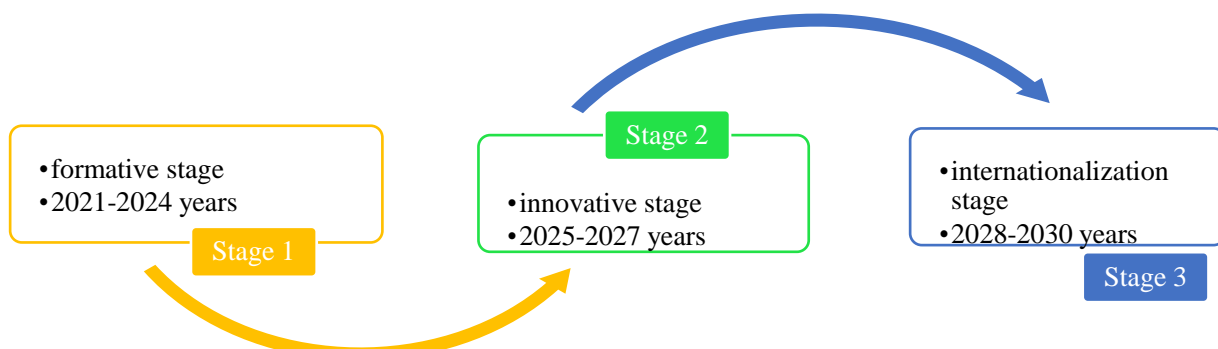 •formative stage
•2021-2024 years
Stage 1
Stage 2
•innovative stage
•2025-2027 years
•internationalization
stage
•2028-2030 years
Stage 3